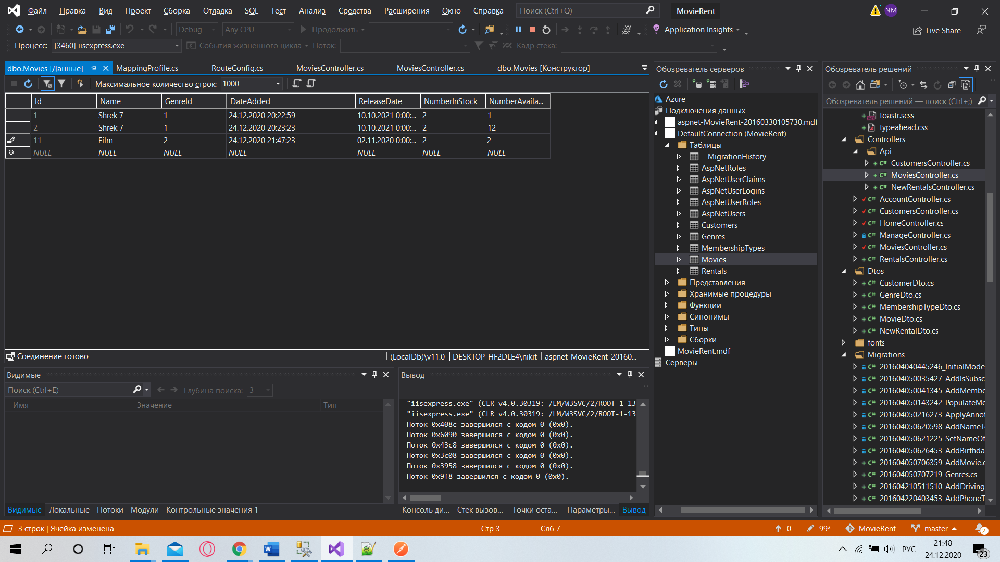 Файл Правка Вид Проект Сборка Отладка SQL Тест Анализ Средства Расширения Окно Справка Поиск (Ctrl+Q) MovieRent NM
Debug Any CPU Продолжить Application Insights Live Share
Процесс: [3460] iisexpress.exe События жизненного цикла Поток: Кадр стека:
dbo.Movies [Данные] MappingProfile.cs RouteConfig.cs MoviesController.cs MoviesController.cs dbo.Movies [Конструктор]
Максимальное количество строк: 1000
Id Name GenreId DateAdded ReleaseDate NumberInStock NumberAvaila...
1 Shrek 7 1 24.12.2020 20:22:59 10.10.2021 0:00:... 2 1
2 Shrek 7 1 24.12.2020 20:23:23 10.10.2021 0:00:... 2 12
11 Film 2 24.12.2020 21:47:23 02.11.2020 0:00:... 2 2
NULL NULL NULL NULL NULL NULL NULL
Соединение готово (LocalDb)\v11.0 DESKTOP-HF2DLE4\nikit aspnet-MovieRent-20160...
Видимые
Поиск (Ctrl+E) Глубина поиска: 3
Имя Значение Тип
Видимые Локальные Потоки Модули Контрольные значения 1
Вывод
"iisexpress.exe" (CLR v4.0.30319: /LM/W3SVC/2/ROOT-1-13
"iisexpress.exe" (CLR v4.0.30319: /LM/W3SVC/2/ROOT-1-13
Поток 0x408c завершился с кодом 0 (0x0).
Поток 0x6090 завершился с кодом 0 (0x0).
Поток 0x43c8 завершился с кодом 0 (0x0).
Поток 0x3c08 завершился с кодом 0 (0x0).
Поток 0x3958 завершился с кодом 0 (0x0).
Поток 0x9f8 завершился с кодом 0 (0x0).
Консоль ди... Стек вызов... Точки оста... Параметры... Вывод
Обозреватель серверов
Azure
Подключения данных
aspnet-MovieRent-20160330105730.mdf
DefaultConnection (MovieRent)
Таблицы
__MigrationHistory
AspNetRoles
AspNetUserClaims
AspNetUserLogins
AspNetUserRoles
AspNetUsers
Customers
Genres
MembershipTypes
Movies
Rentals
Представления
Хранимые процедуры
Функции
Синонимы
Типы
Сборки
MovieRent.mdf
Серверы
Обозреватель решений
Обозреватель решений — поиск (Ctrl+;)
toastr.scss
typeahead.css
Controllers
Api
CustomersController.cs
MoviesController.cs
NewRentalsController.cs
AccountController.cs
CustomersController.cs
HomeController.cs
ManageController.cs
MoviesController.cs
RentalsController.cs
Dtos
CustomerDto.cs
GenreDto.cs
MembershipTypeDto.cs
MovieDto.cs
NewRentalDto.cs
fonts
Migrations
201604040445246_InitialMode
201604050035427_AddIsSubsc
201604050041345_AddMembe
201604050143242_PopulateMe
201604050216273_ApplyAnnot
201604050620598_AddNameT
201604050621225_SetNameOf
201604050626453_AddBirthda
201604050706359_AddMovie.c
201604050707219_Genres.cs
201604210511510_AddDriving
201604220403453_AddPhoneT
3 строк | Ячейка изменена Стр 3 Слб 7 0 99* MovieRent master 2
РУС 21:48
24.12.2020 23